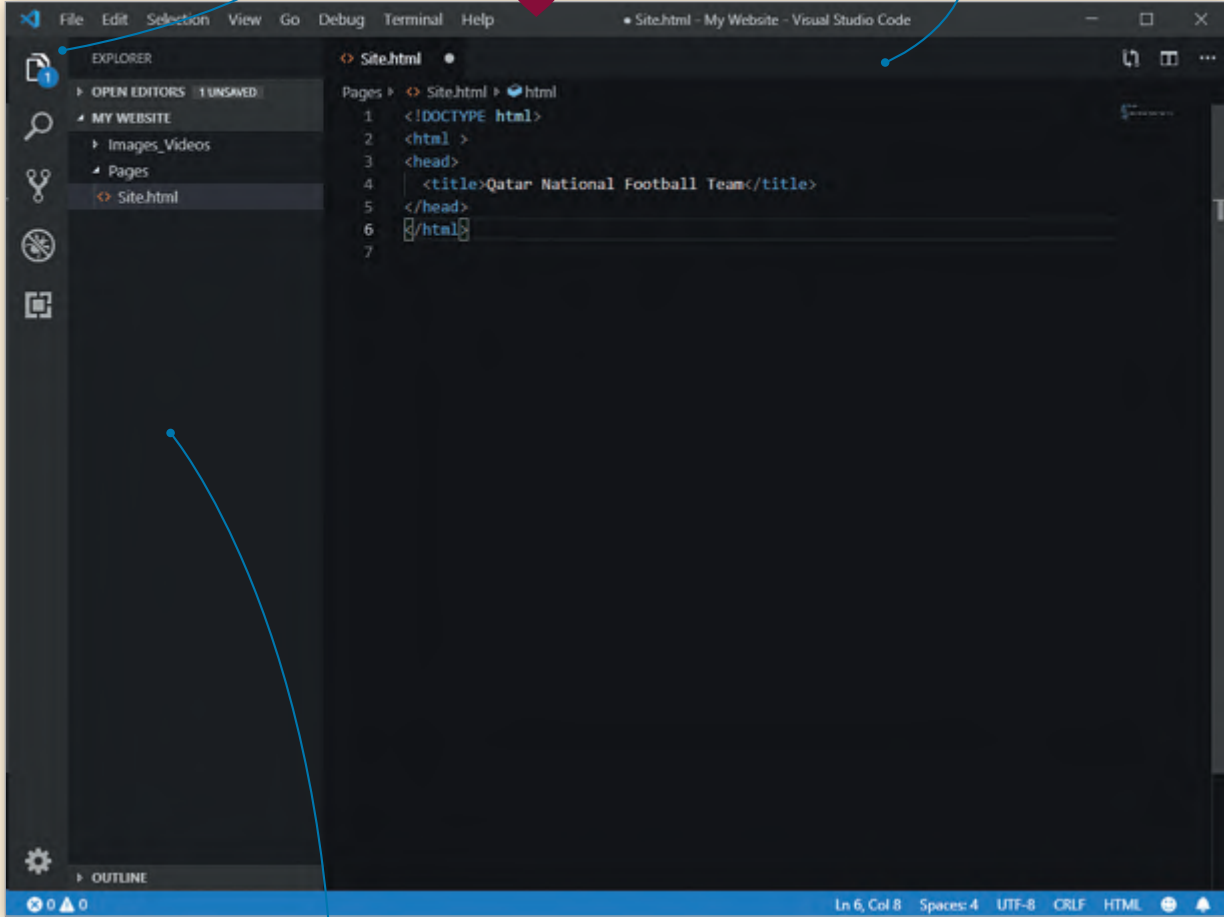 File Edit Selection View Go Debug Terminal Help
● Site.html - My Website - Visual Studio Code
1
EXPLORER
OPEN EDITORS 1 UNSAVED
MY WEBSITE
Images_Videos
Pages
Site.html
OUTLINE
Site.html ●
Pages Site.html html
1 <!DOCTYPE html>
2 <html >
3 <head>
4 <title>Qatar National Football Team</title>
5 </head>
6 </html>
7
0 0
Ln 6, Col 8 Spaces: 4 UTF-8 CRLF HTML